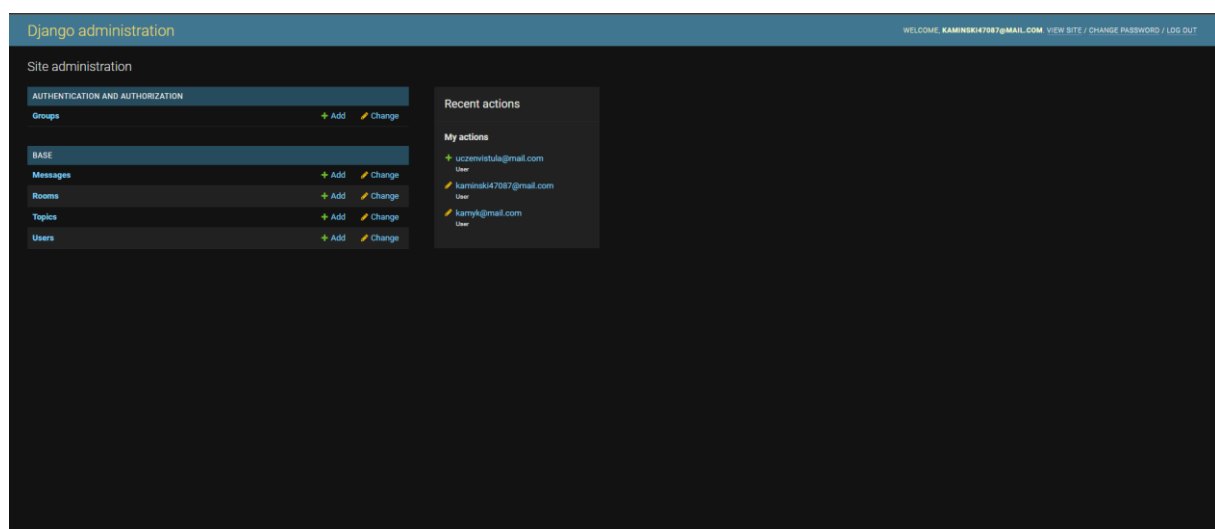 Django administration
WELCOME, KAMINSKI47087@MAIL.COM. VIEW SITE / CHANGE PASSWORD / LOG OUT
Site administration
AUTHENTICATION AND AUTHORIZATION
Groups + Add Change
BASE
Messages + Add Change
Rooms + Add Change
Topics + Add Change
Users + Add Change
Recent actions
My actions
+ uczenvistula@mail.com
User
kaminski47087@mail.com
User
kamyk@mail.com
User